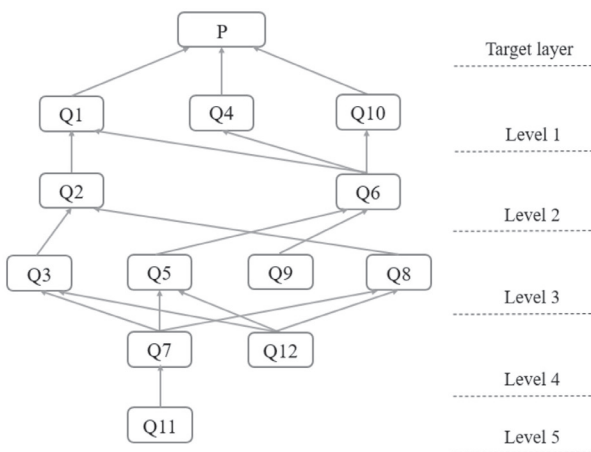 P
Target layer
Q1 Q4 Q10
Level 1
Q2 Q6
Level 2
Q3 Q5 Q9 Q8
Level 3
Q7 Q12
Level 4
Q11
Level 5